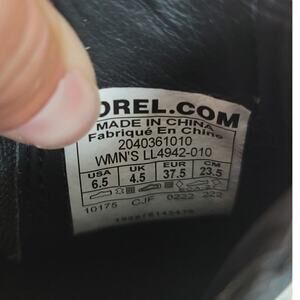 OREL.COM
MADE IN CHINA
Fabriqué En Chine
2040361010
WMN'S LL4942-010
USA UK EUR CM
6.5 4.5 37.5 23.5
10175 CJF 0222 222